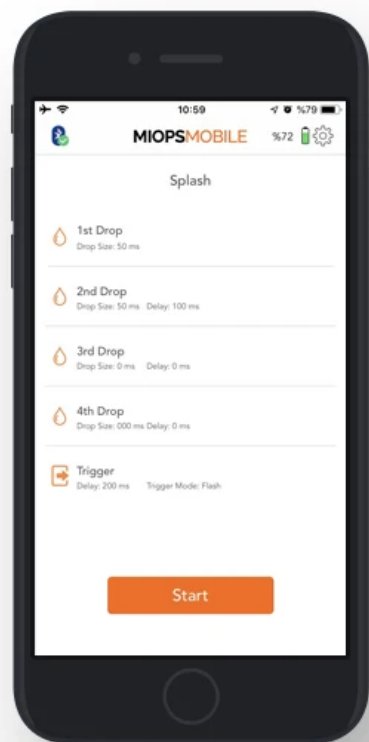 10:59
%79
MIOPSMOBILE
%72
Splash
1st Drop
Drop Size: 50 ms
2nd Drop
Drop Size: 50 ms Delay: 100 ms
3rd Drop
Drop Size: 0 ms Delay: 0 ms
4th Drop
Drop Size: 000 ms Delay: 0 ms
Trigger
Delay: 200 ms Trigger Mode: Flash
Start